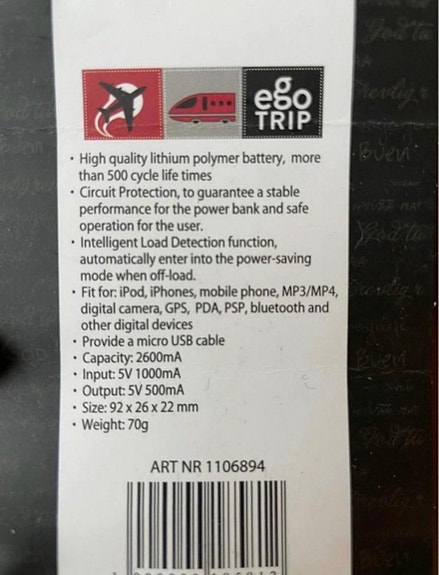 ego
TRIP
• High quality lithium polymer battery, more
than 500 cycle life times
• Circuit Protection, to guarantee a stable
performance for the power bank and safe
operation for the user.
• Intelligent Load Detection function,
automatically enter into the power-saving
mode when off-load.
• Fit for: iPod, iPhones, mobile phone, MP3/MP4,
digital camera, GPS, PDA, PSP, bluetooth and
other digital devices
• Provide a micro USB cable
• Capacity: 2600mA
• Input: 5V 1000mA
• Output: 5V 500mA
• Size: 92 x 26 x 22 mm
• Weight: 70g
ART NR 1106894